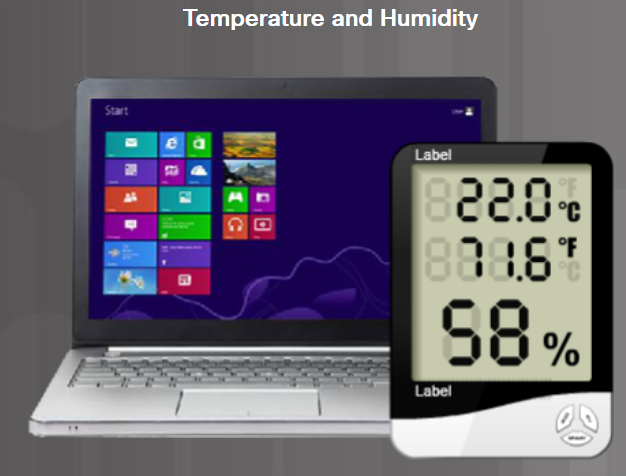 Temperature and Humidity
Start
Label
22.0 °C
71.6 °F
58 %
Label